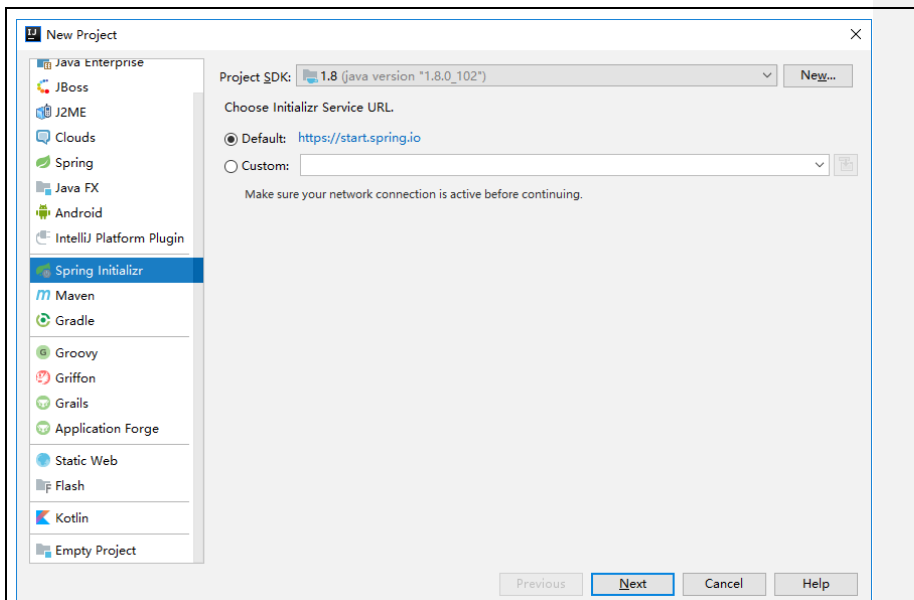 New Project
Java Enterprise
JBoss
J2ME
Clouds
Spring
Java FX
Android
IntelliJ Platform Plugin
Spring Initializr
Maven
Gradle
Groovy
Griffon
Grails
Application Forge
Static Web
Flash
Kotlin
Empty Project
Project SDK: 1.8 (java version "1.8.0_102") New...
Choose Initializr Service URL.
Default: https://start.spring.io
Custom:
Make sure your network connection is active before continuing.
Previous Next Cancel Help